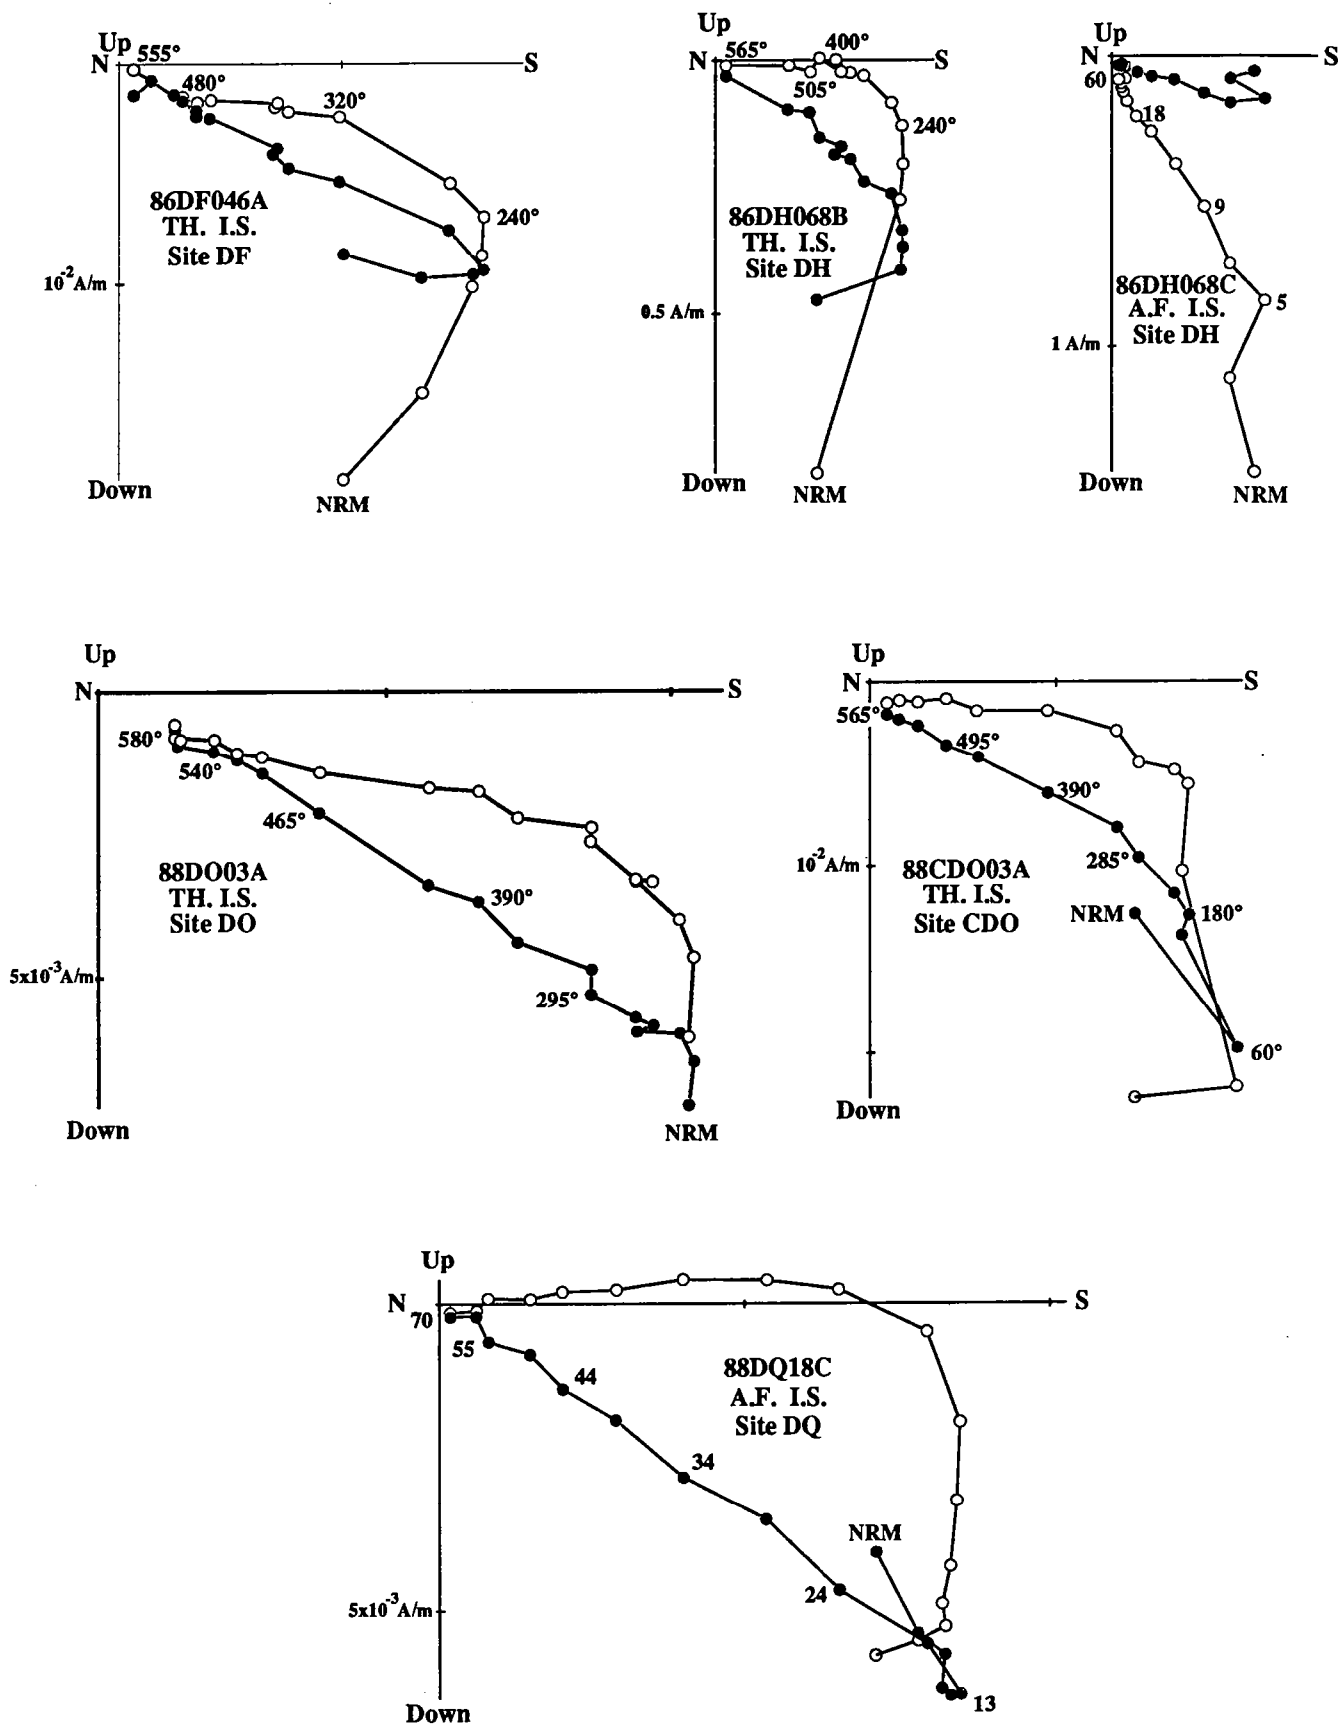 Up
N 555° S
480°
320°
240°
86DF046A
TH. I.S.
Site DF
10⁻²A/m
Down
NRM
Up
565° 400°
N S
505°
240°
86DH068B
TH. I.S.
Site DH
0.5 A/m
Down
NRM
Up
N S
60
18
9
86DH068C
A.F. I.S.
Site DH
5
1 A/m
Down
NRM
Up
N S
580°
540°
465°
88DO03A
TH. I.S.
Site DO
390°
5x10⁻³A/m
295°
Down
NRM
Up
N S
565°
495°
390°
285°
10⁻²A/m
88CDO03A
TH. I.S.
Site CDO
NRM
180°
60°
Down
Up
N S
70
55
44
88DQ18C
A.F. I.S.
Site DQ
34
NRM
24
5x10⁻³A/m
13
Down